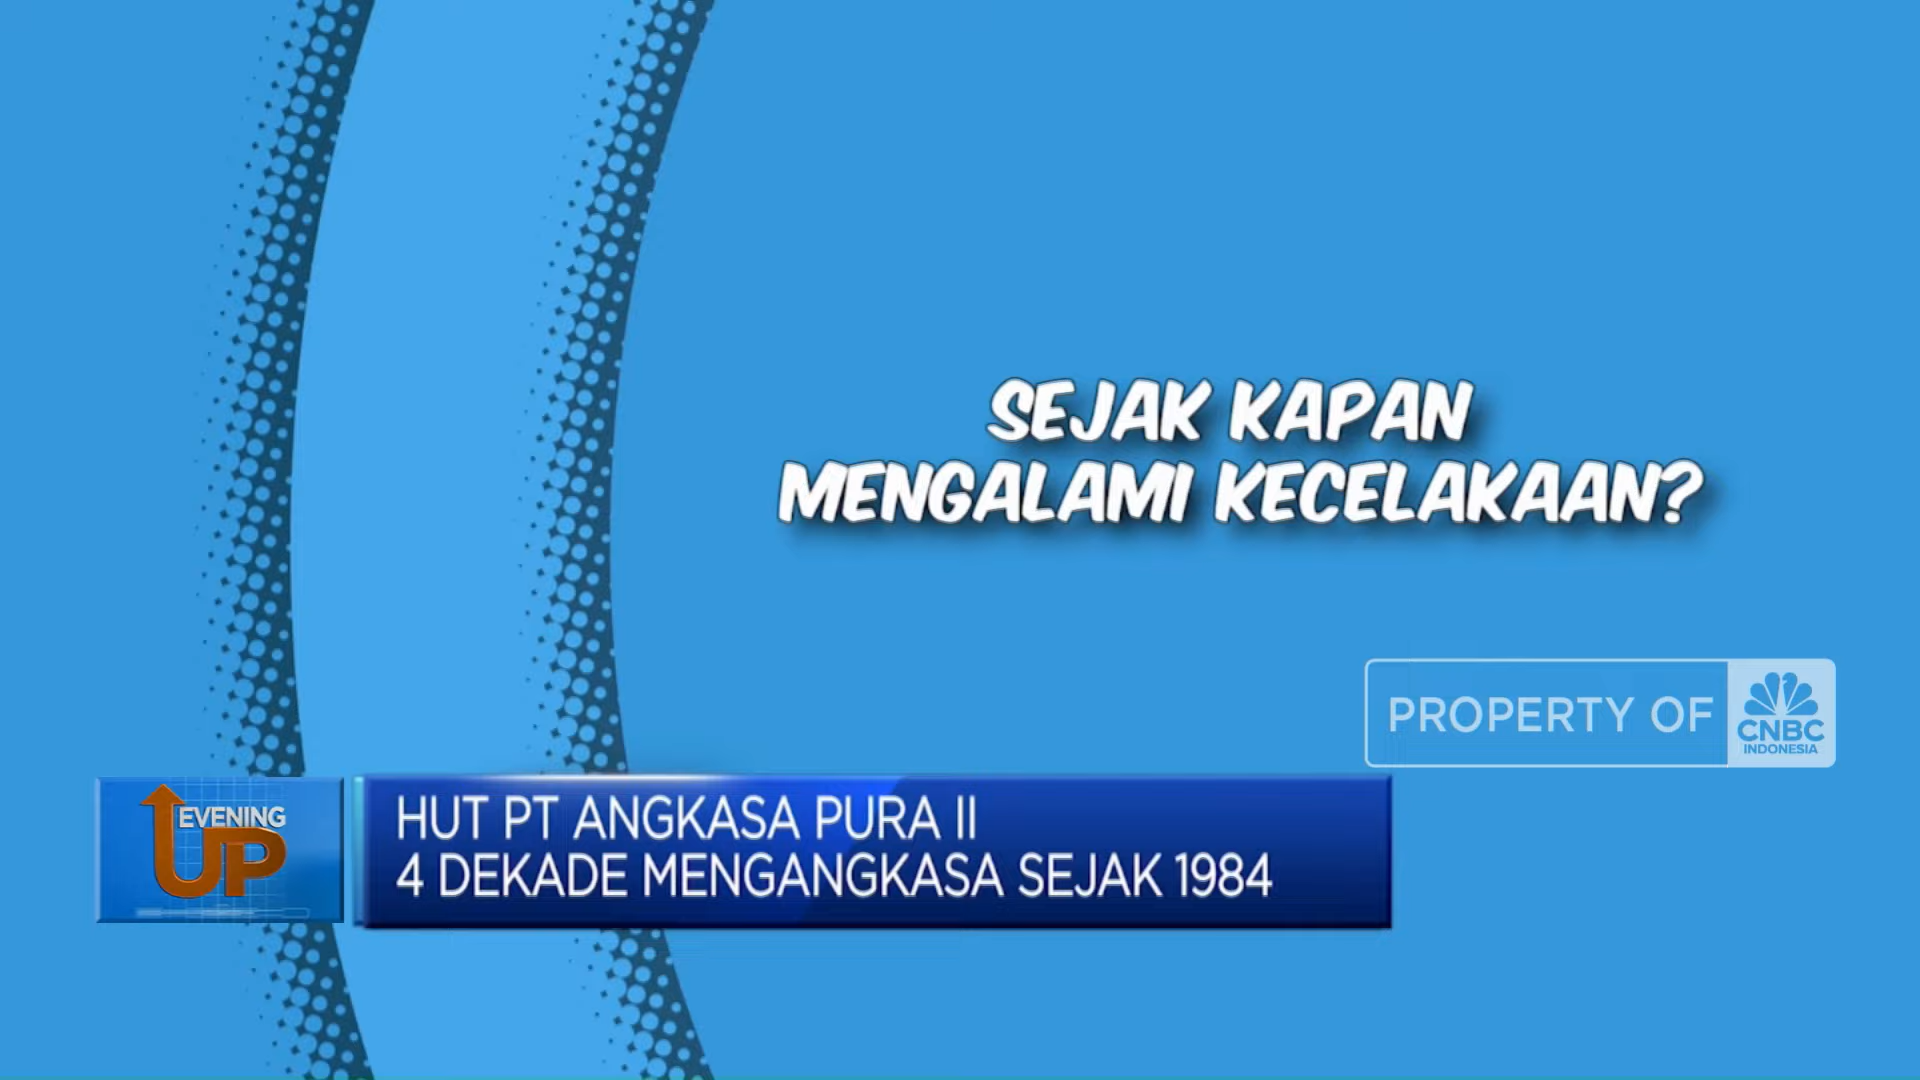 SEJAK KAPAN
MENGALAMI KECELAKAAN?
PROPERTY OF
CNBC
INDONESIA
EVENING
UP
HUT PT ANGKASA PURA II
4 DEKADE MENGANGKASA SEJAK 1984